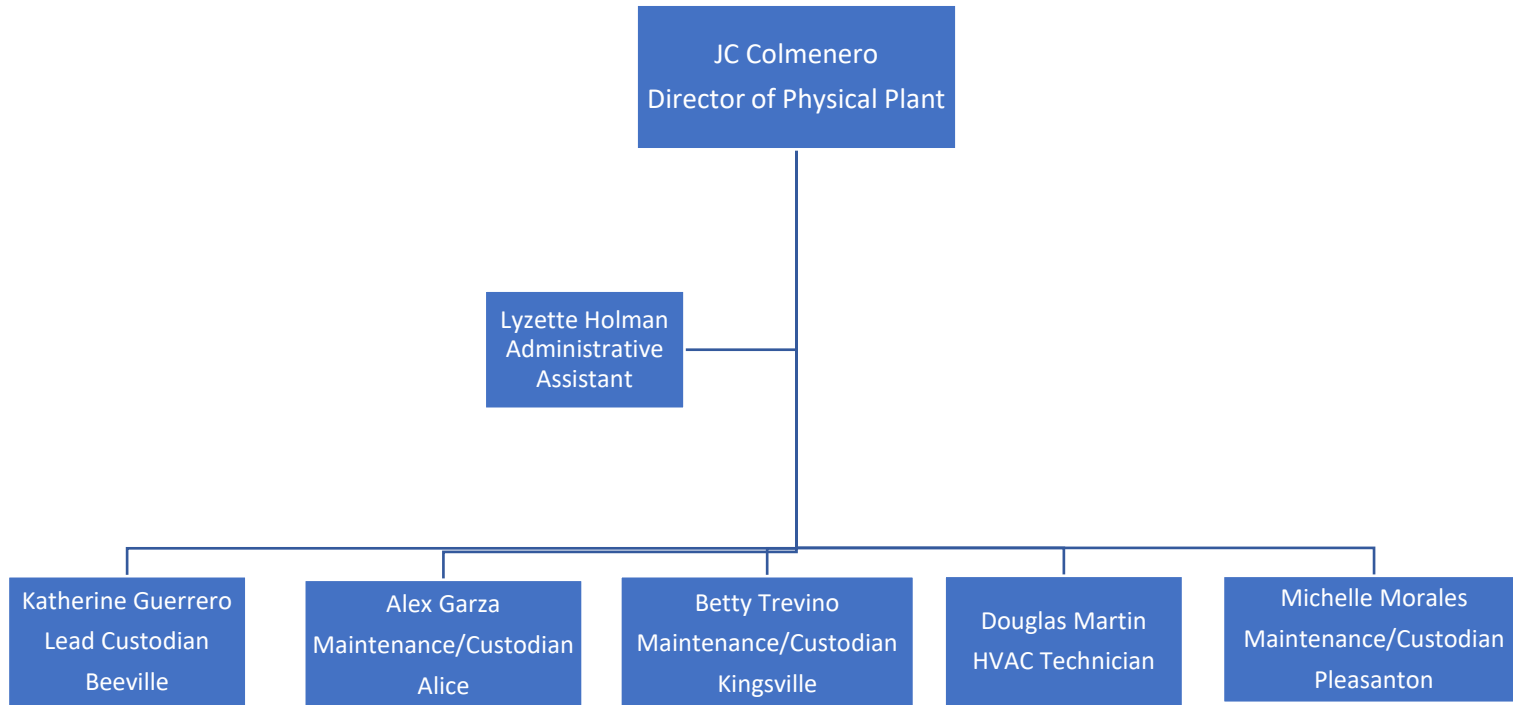 JC Colmenero
Director of Physical Plant
Lyzette Holman
Administrative
Assistant
Katherine Guerrero
Lead Custodian
Beeville
Alex Garza
Maintenance/Custodian
Alice
Betty Trevino
Maintenance/Custodian
Kingsville
Douglas Martin
HVAC Technician
Michelle Morales
Maintenance/Custodian
Pleasanton